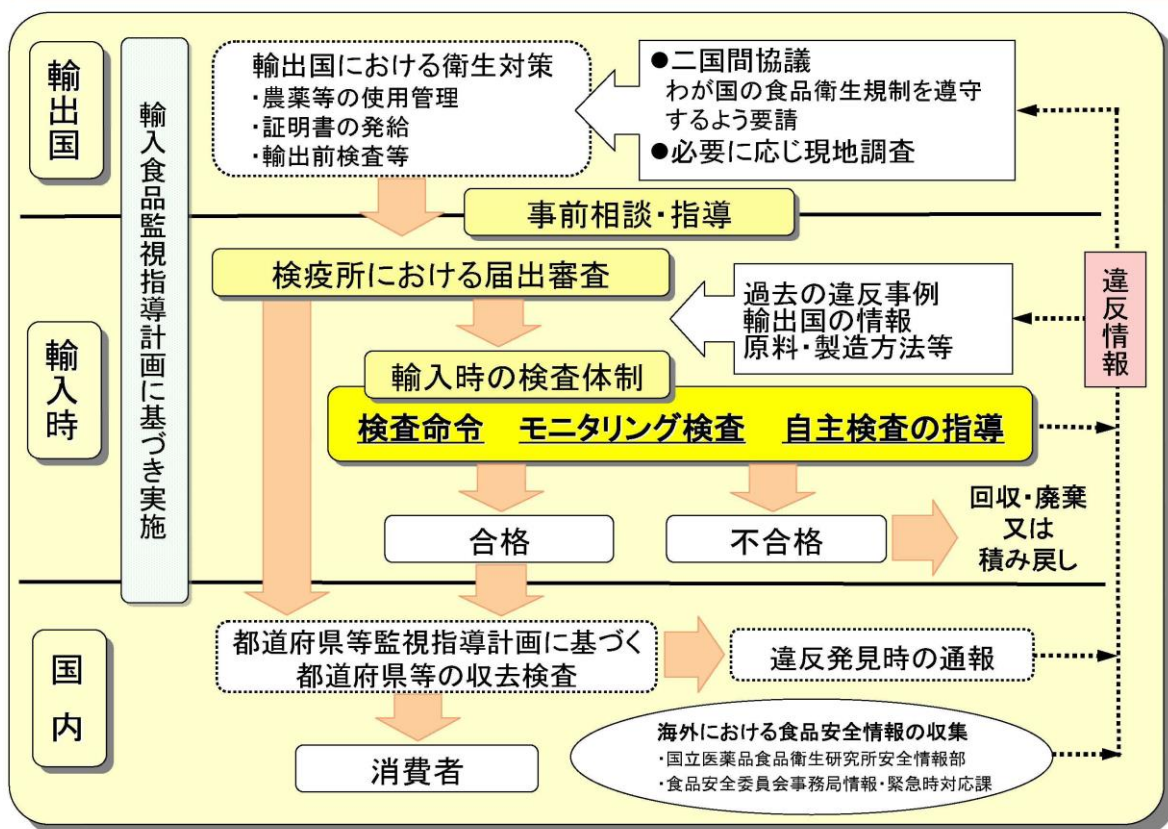 輸出国
輸入食品監視指導計画に基づき実施
輸出国における衛生対策
・農薬等の使用管理
・証明書の発給
・輸出前検査等
●二国間協議
わが国の食品衛生規制を遵守
するよう要請
●必要に応じ現地調査
事前相談・指導
輸入時
検疫所における届出審査
過去の違反事例
輸出国の情報
原料・製造方法等
違反情報
輸入時の検査体制
検査命令 モニタリング検査 自主検査の指導
合格
不合格
回収・廃棄
又は
積み戻し
国内
都道府県等監視指導計画に基づく
都道府県等の収去検査
違反発見時の通報
消費者
海外における食品安全情報の収集
・国立医薬品食品衛生研究所安全情報部
・食品安全委員会事務局情報・緊急時対応課